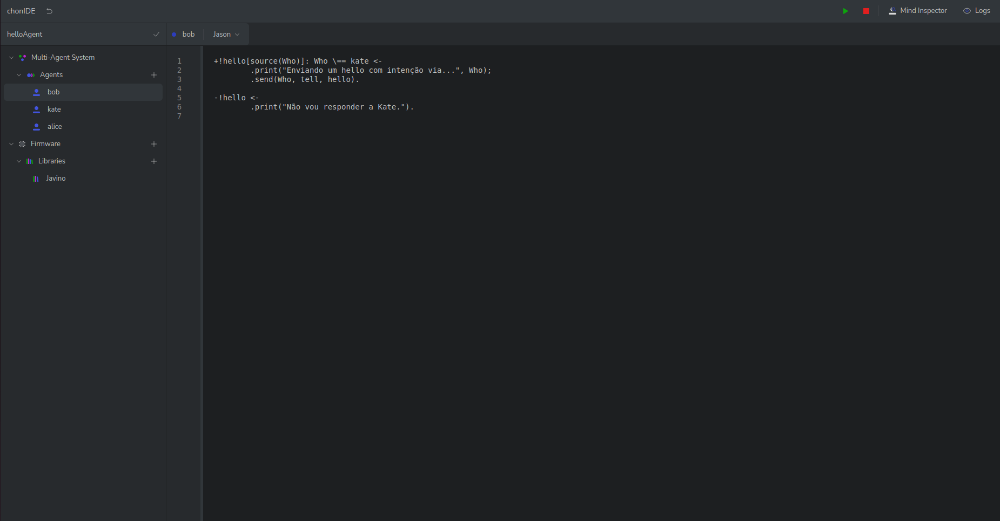 chonIDE
Mind Inspector
Logs
helloAgent
bob
Jason
Multi-Agent System
Agents
bob
kate
alice
Firmware
Libraries
Javino
1 +!hello[source(Who)]: Who \== kate <-
2 .print("Enviando um hello com intenção via...", Who);
3 .send(Who, tell, hello).
4
5 -!hello <-
6 .print("Não vou responder a Kate.").
7